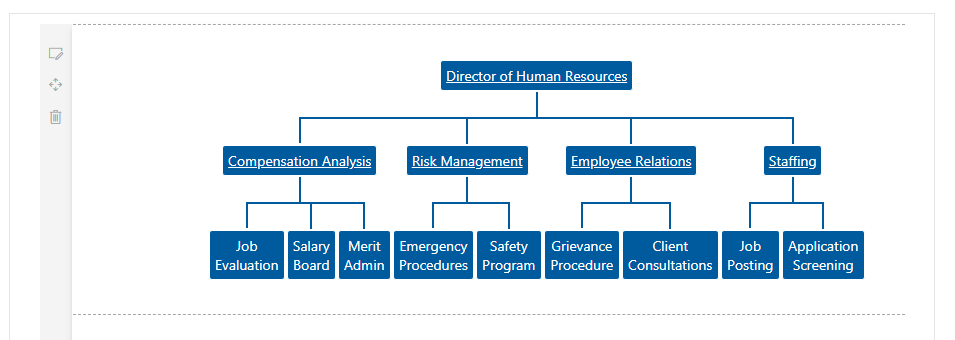 Director of Human Resources
Compensation Analysis
Risk Management
Employee Relations
Staffing
Job
Evaluation
Salary
Board
Merit
Admin
Emergency
Procedures
Safety
Program
Grievance
Procedure
Client
Consultations
Job
Posting
Application
Screening